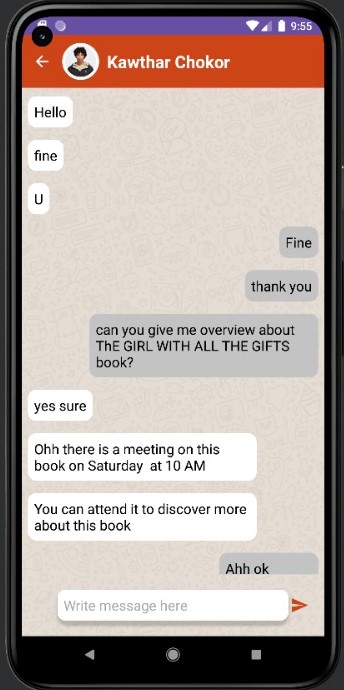 9:55
Kawthar Chokor
Hello
fine
U
Fine
thank you
can you give me overview about
ThE GIRL WITH ALL THE GIFTS
book?
yes sure
Ohh there is a meeting on this
book on Saturday  at 10 AM
You can attend it to discover more
about this book
Ahh ok
Write message here